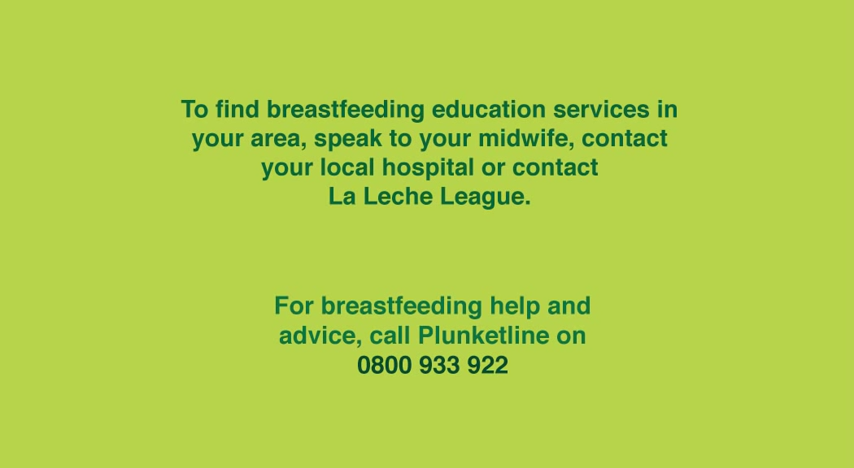 To find breastfeeding education services in
your area, speak to your midwife, contact
your local hospital or contact
La Leche League.
For breastfeeding help and
advice, call Plunketline on
0800 933 922